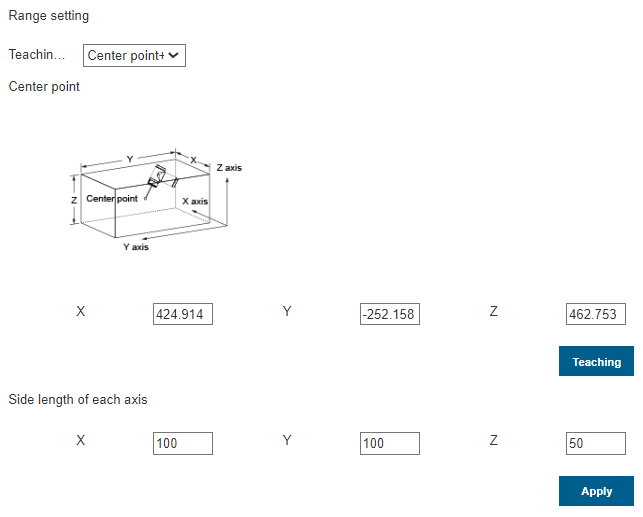 Range setting
Teachin... Center point+
Center point
Y X Z axis
Z Center point X axis
Y axis
X 424.914 Y -252.158 Z 462.753
Teaching
Side length of each axis
X 100 Y 100 Z 50
Apply